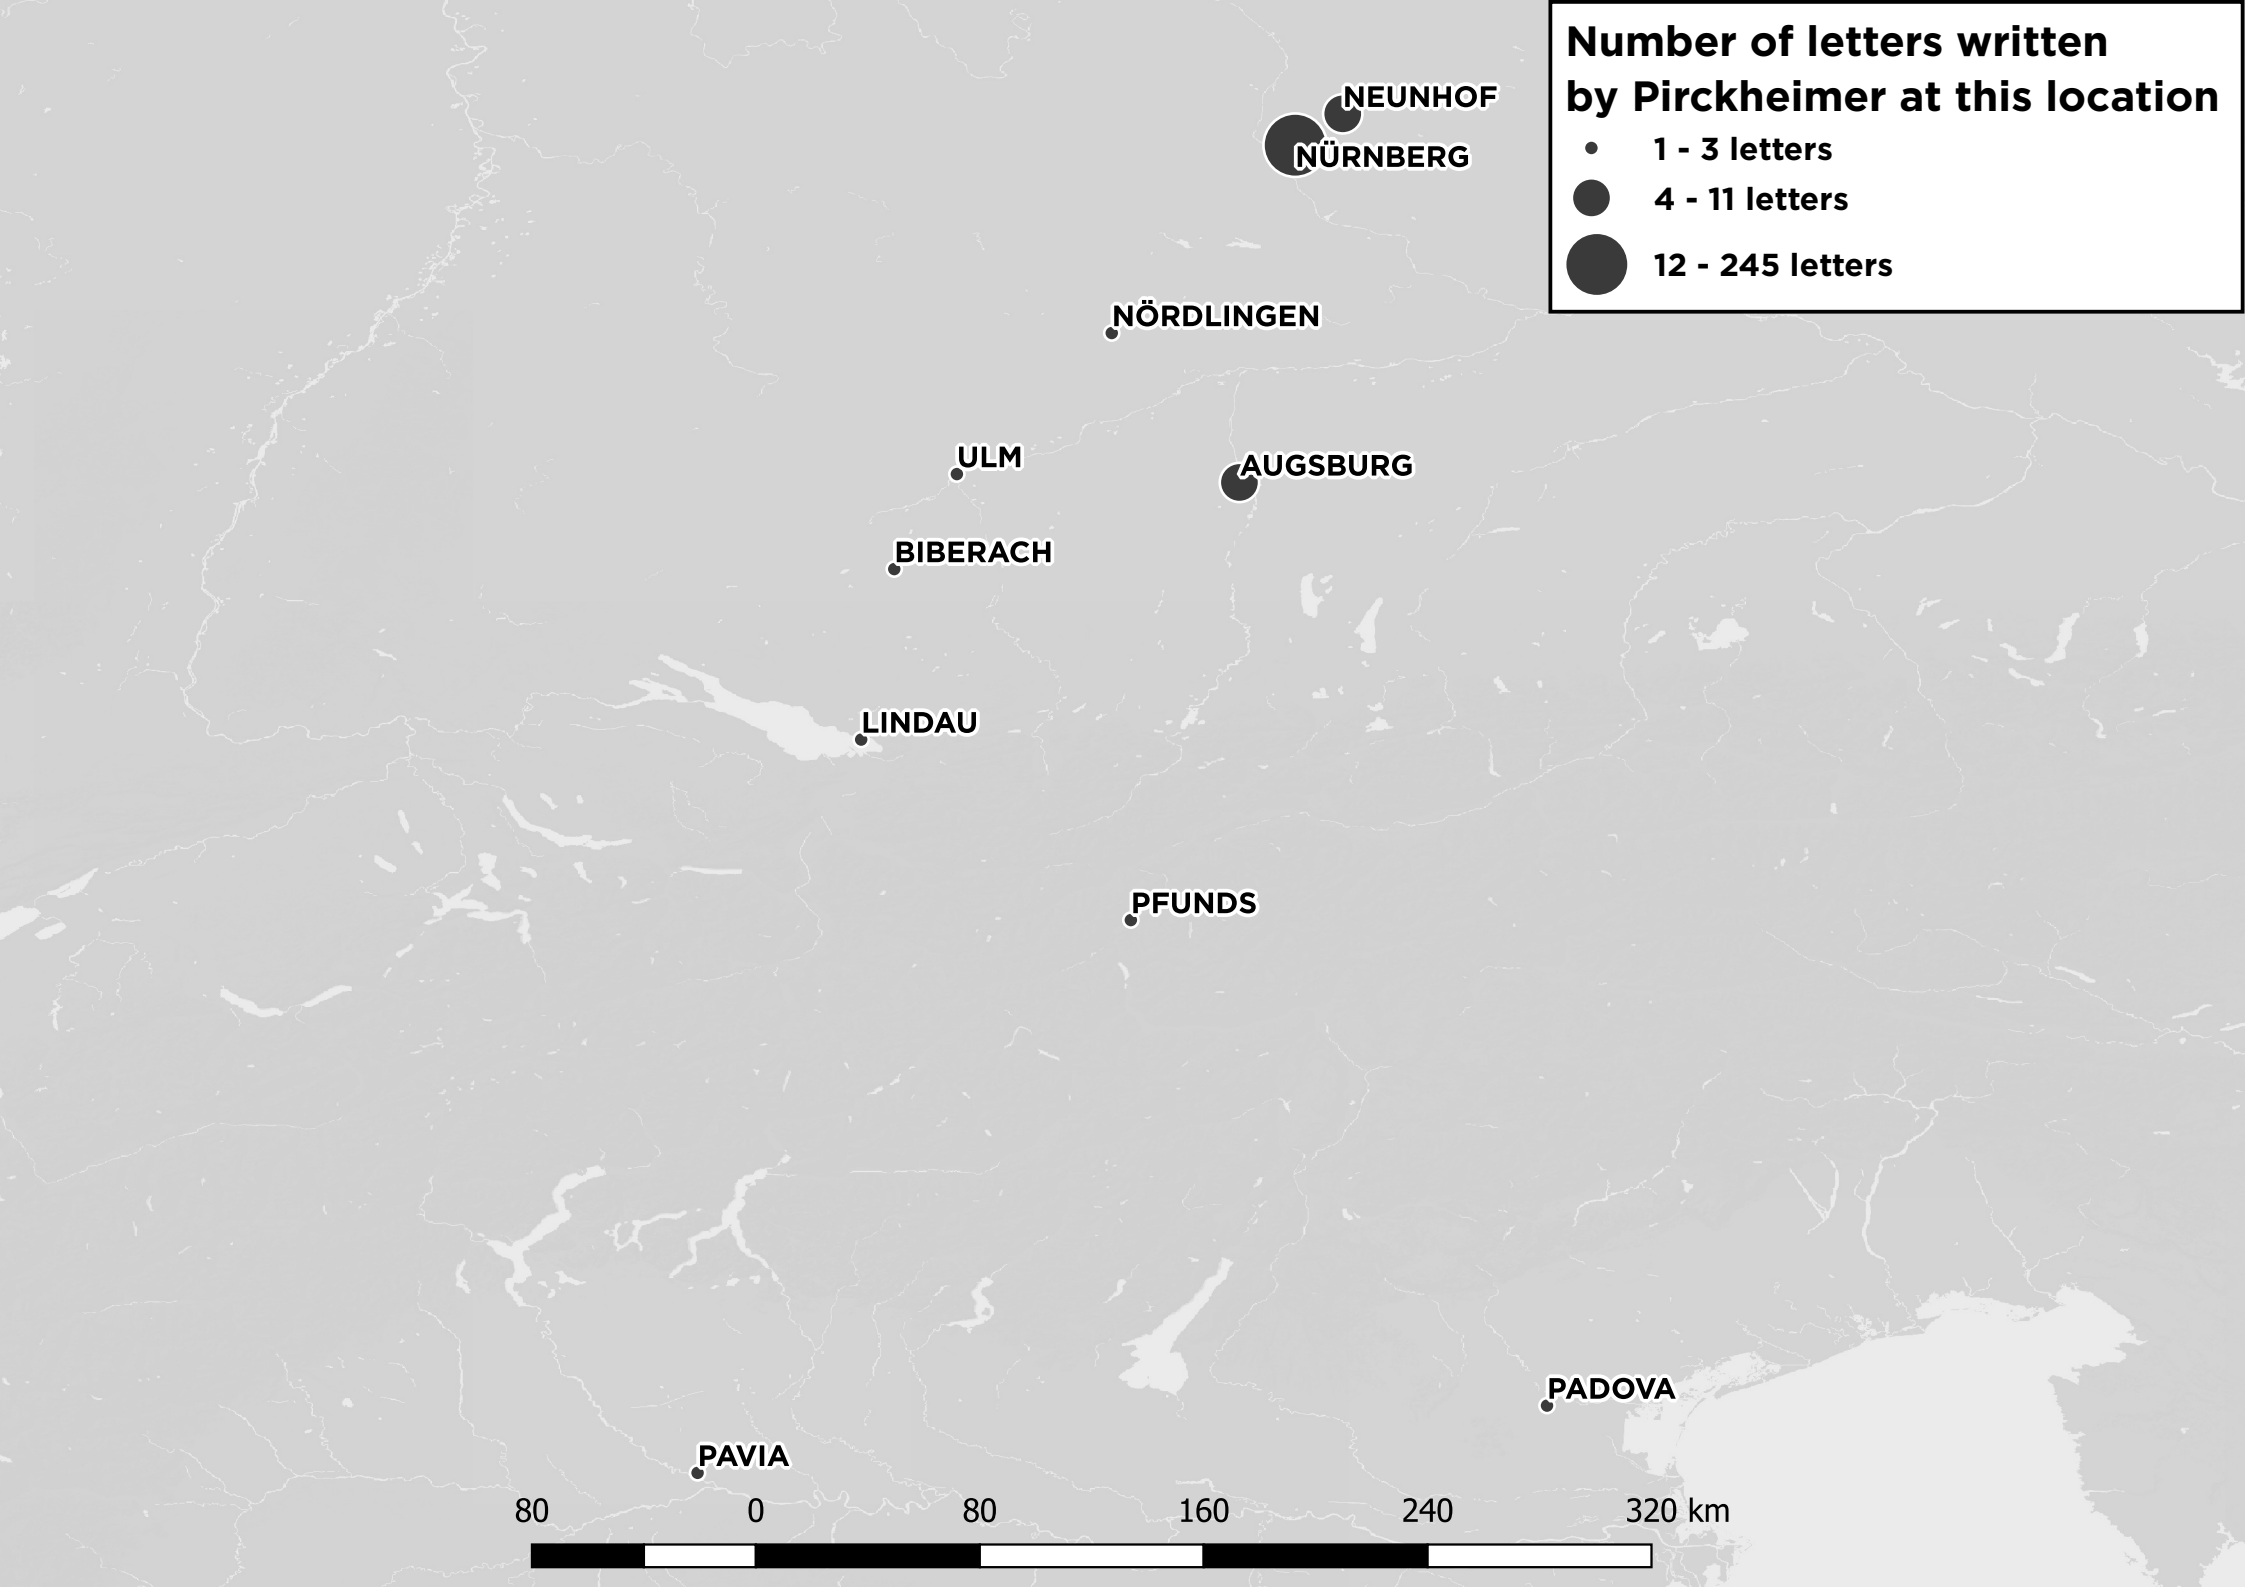 Number of letters written
by Pirckheimer at this location
1 - 3 letters
4 - 11 letters
12 - 245 letters
NEUNHOF
NÜRNBERG
NÖRDLINGEN
ULM
AUGSBURG
BIBERACH
LINDAU
PFUNDS
PADOVA
PAVIA
80 0 80 160 240 320 km